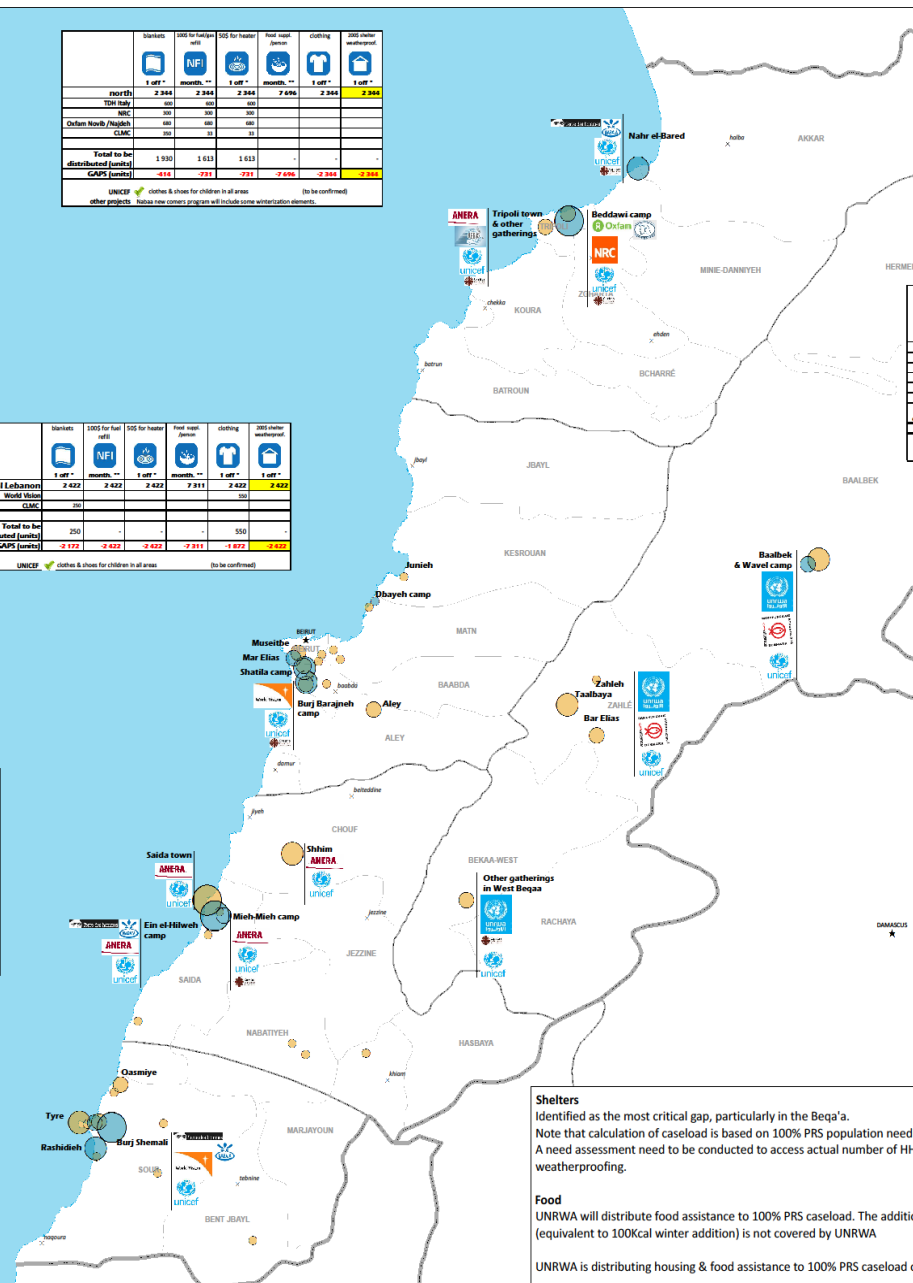 blankets 100$ for fuel/gas refill 50$ for heater Food suppl. /person clothing 200$ shelter weatherproof.
NFI
1 off * month. ** 1 off * month. ** 1 off * 1 off *
north 2 344 2 344 2 344 7 696 2 344 2 344
TDH Italy 600 600 600
NRC 300 300 300
Oxfam Novib /Najdeh 680 680 680
CLMC 350 33 33
Total to be distributed (units) 1 930 1 613 1 613 - - -
GAPS (units) -414 -731 -731 -7 696 -2 344 -2 344
UNICEF clothes & shoes for children in all areas (to be confirmed)
other projects Nabaa new comers program will include some winterization elements.
Nahr el-Bared
unicef
halba
AKKAR
ANERA
Tripoli town
& other
gatherings
unicef
Beddawi camp
Oxfam
NRC
unicef
MINIE-DANNIYEH
HERMEL
chekka
KOURA
ehden
BCHARRÉ
batrun
BATROUN
blankets 100$ for fuel refill 50$ for heater Food suppl. /person clothing 200$ shelter weatherproof.
NFI
1 off * month. ** 1 off * month. ** 1 off * 1 off *
l Lebanon 2 422 2 422 2 422 7 311 2 422 2 422
World Vision 550
CLMC 250
Total to be
uted (units) 250 - - - 550 -
GAPS (units) -2 172 -2 422 -2 422 -7 311 -1 872 -2 422
UNICEF clothes & shoes for children in all areas (to be confirmed)
jbayl
JBAYL
BAALBEK
KESROUAN
Junieh
Dbayeh camp
Baalbek
& Wavel camp
unrwa
unicef
MATN
BEIRUT
Museitbe
BEIRUT
Mar Elias
Shatila camp
baabda
BAABDA
Burj Barajneh
camp
unicef
Aley
ALEY
Zahleh
Taalbaya
ZAHLÉ
Bar Elias
unrwa
unicef
damur
beiteddine
jiyeh
CHOUF
Shhim
ANERA
unicef
Saida town
ANERA
unicef
BEKAA-WEST
Other gatherings
in West Beqaa
unrwa
unicef
RACHAYA
DAMASCUS
Ein el-Hilweh
camp
ANERA
unicef
Mieh-Mieh camp
ANERA
unicef
jezzine
JEZZINE
SAIDA
NABATIYEH
HASBAYA
khiam
Qasmiye
Tyre
Rashidieh
Burj Shemali
unicef
MARJAYOUN
SOUR
tabnine
BENT JBAYL
naqoura
Shelters
Identified as the most critical gap, particularly in the Beqa'a.
Note that calculation of caseload is based on 100% PRS population need
A need assessment need to be conducted to access actual number of HH
weatherproofing.
Food
UNRWA will distribute food assistance to 100% PRS caseload. The additio
(equivalent to 100Kcal winter addition) is not covered by UNRWA
UNRWA is distributing housing & food assistance to 100% PRS caseload